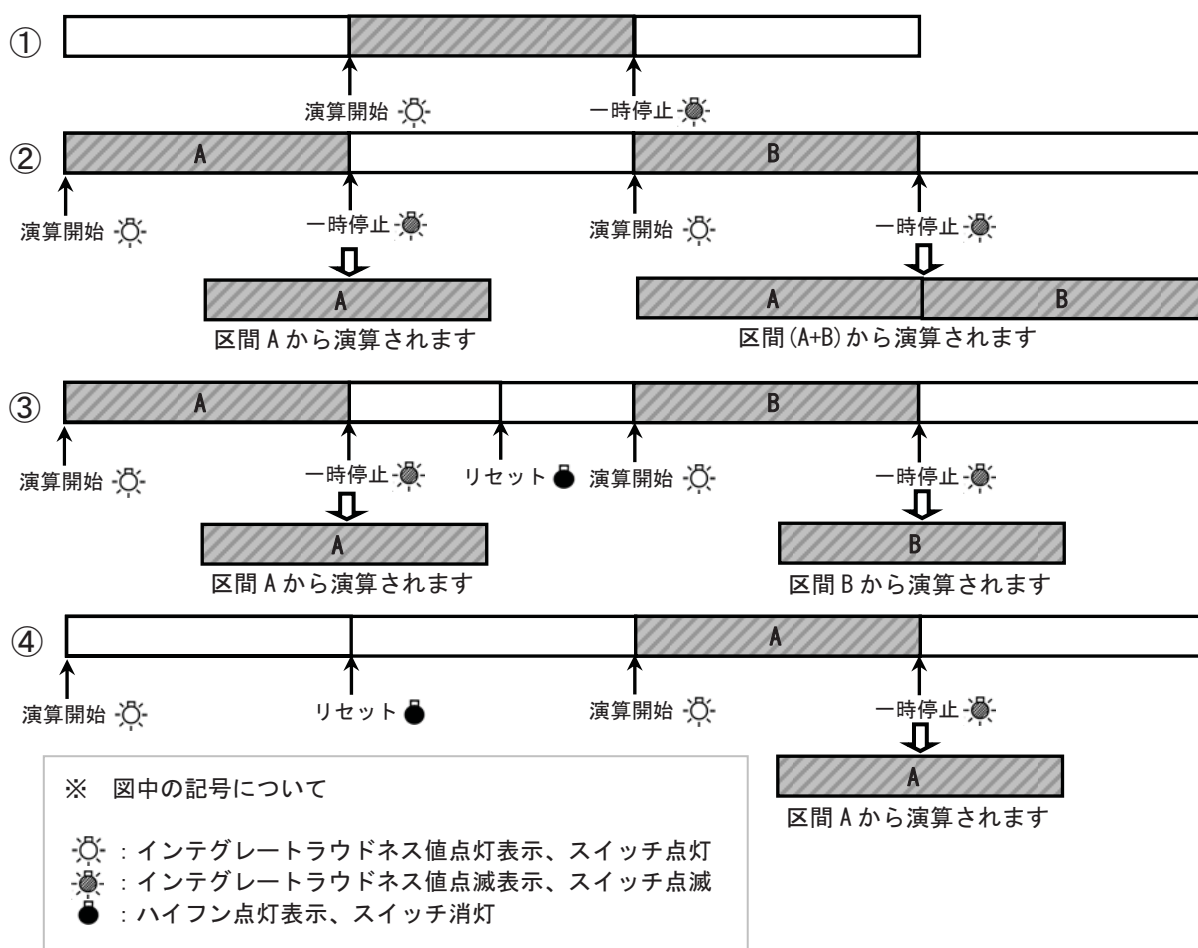 ①
演算開始 一時停止
②
A B
演算開始 一時停止 演算開始 一時停止
A A B
区間 A から演算されます 区間(A+B)から演算されます
③
A B
演算開始 一時停止 リセット 演算開始 一時停止
A B
区間 A から演算されます 区間 B から演算されます
④
A
演算開始 リセット 演算開始 一時停止
A
区間 A から演算されます
※ 図中の記号について
：インテグレートラウドネス値点灯表示、スイッチ点灯
：インテグレートラウドネス値点滅表示、スイッチ点滅
：ハイフン点灯表示、スイッチ消灯